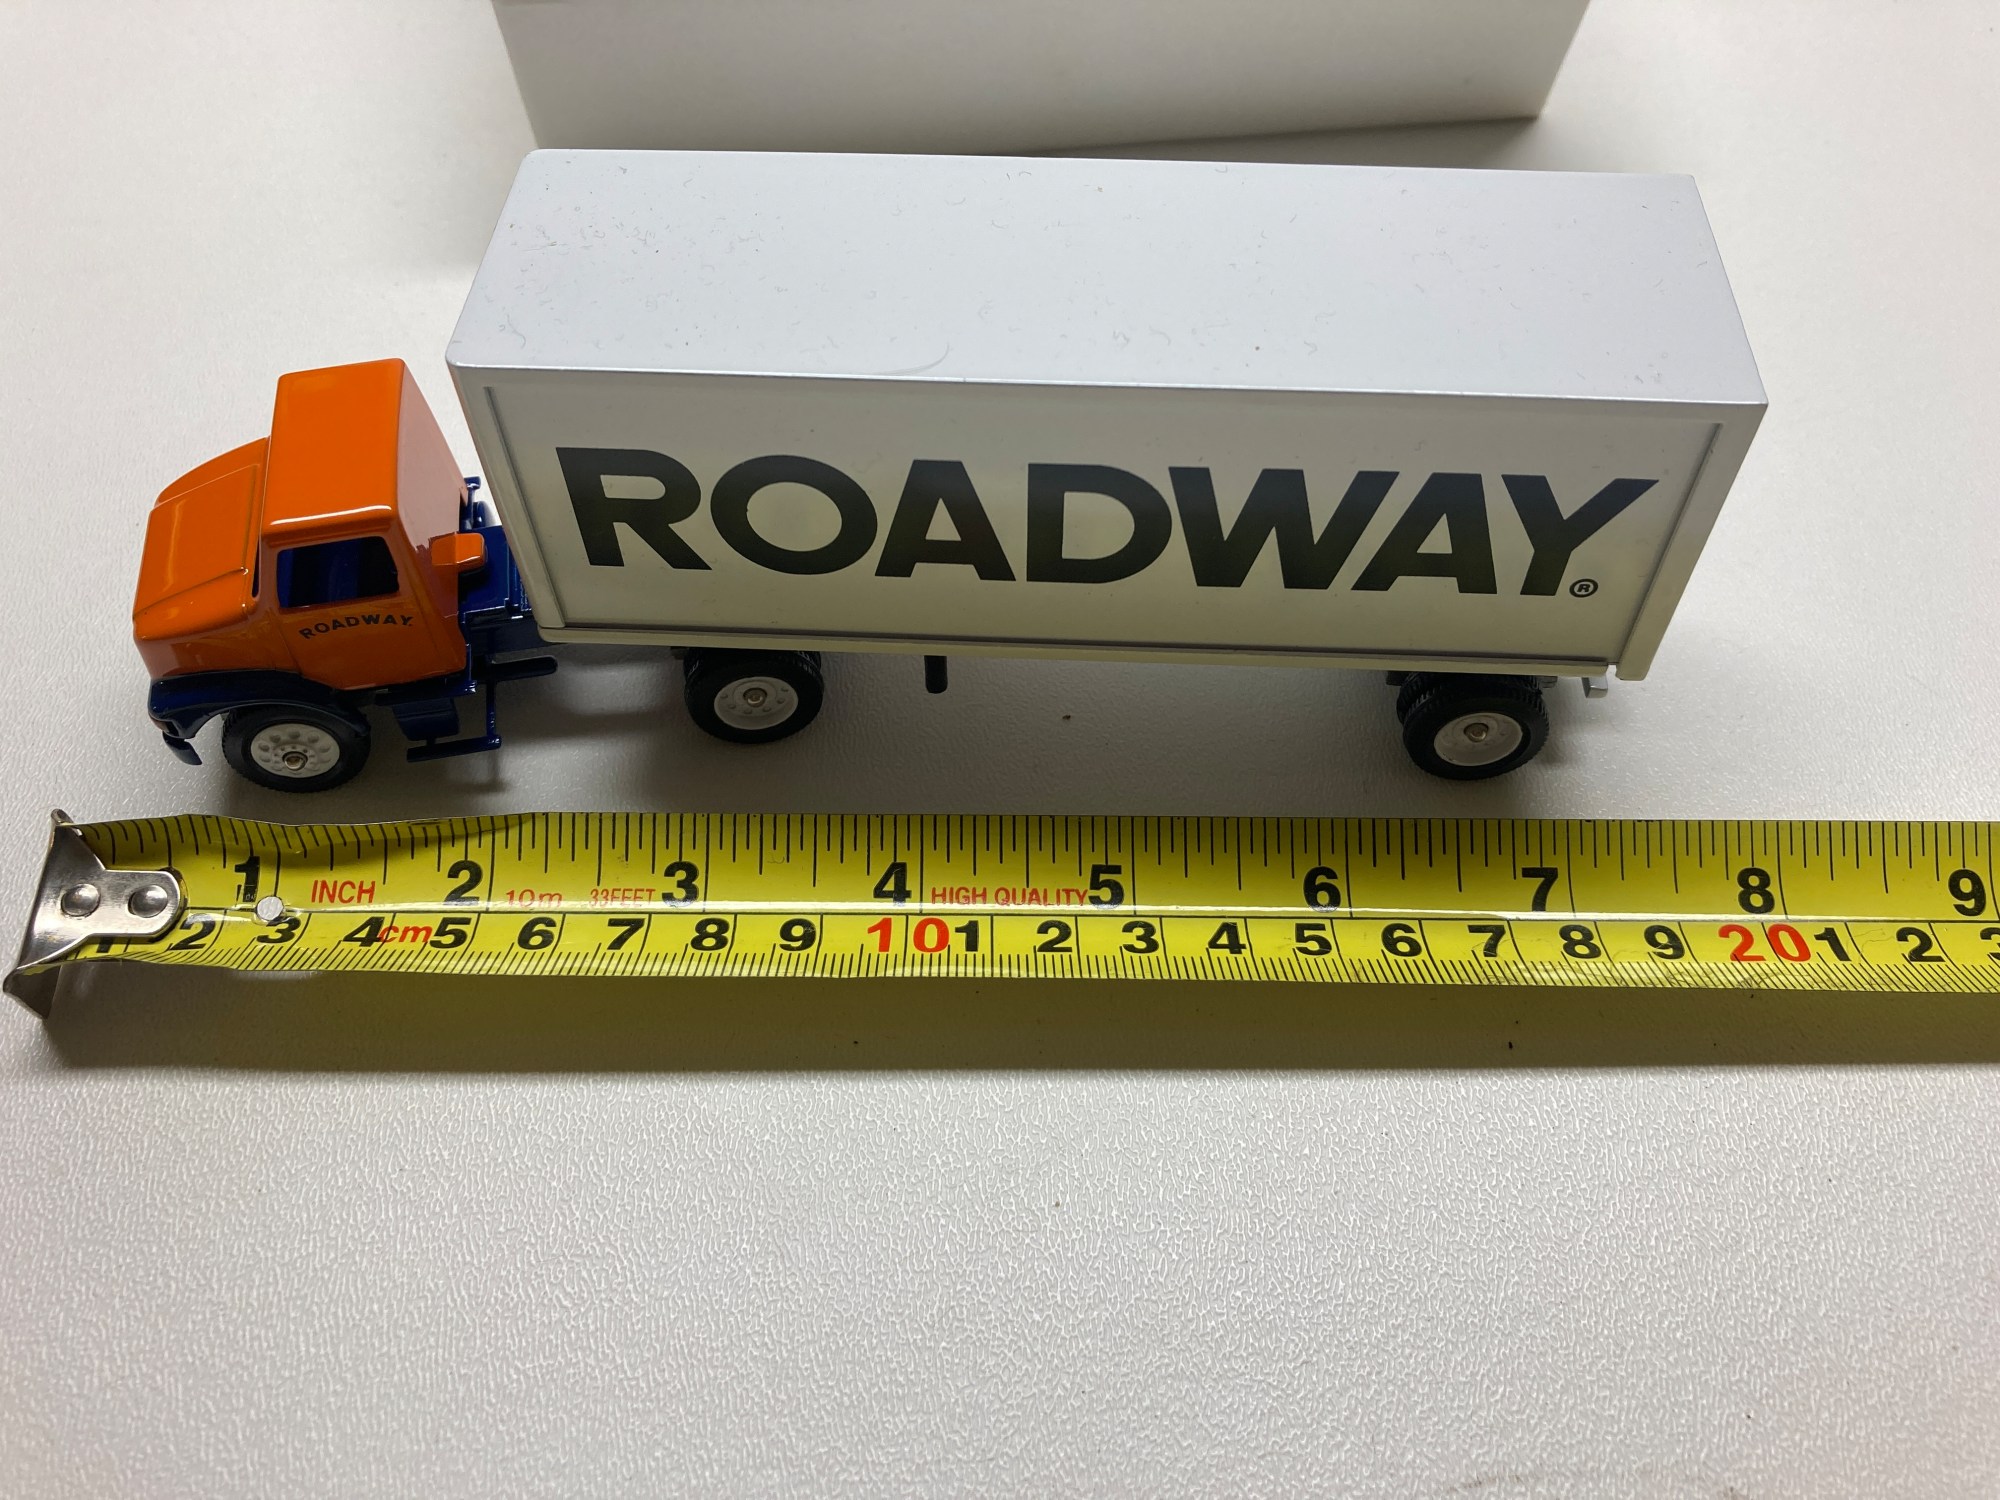 ROADWAY®
ROADWAY
1 INCH 2 10m 33FEET 3 4 HIGH QUALITY 5 6 7 8 9
1 2 3 4 cm 5 6 7 8 9 10 1 2 3 4 5 6 7 8 9 20 1 2 3